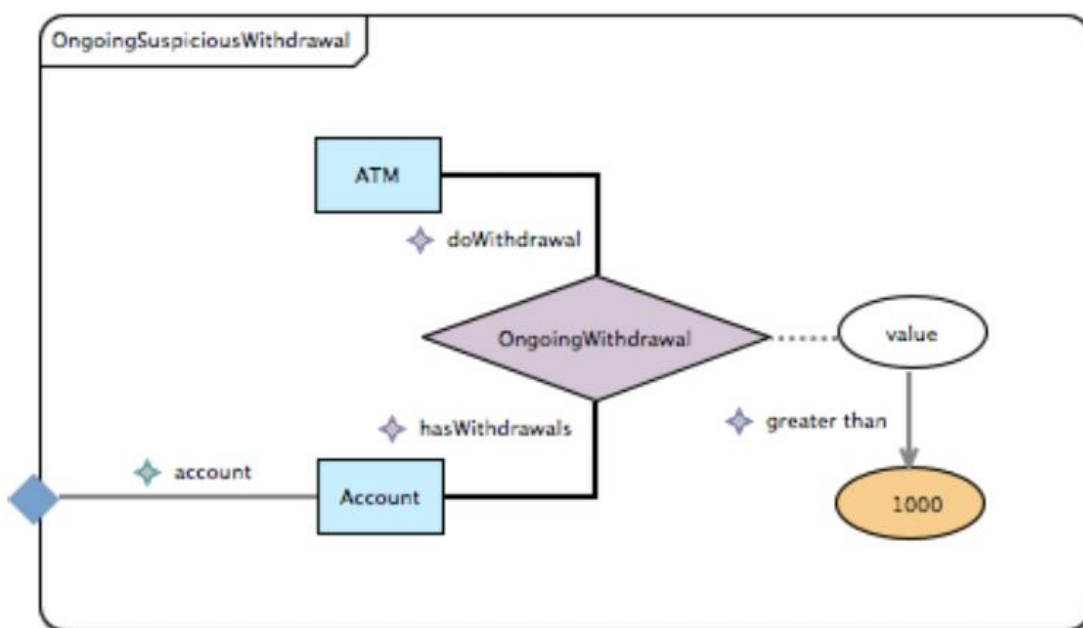 OngoingSuspiciousWithdrawal
ATM
doWithdrawal
OngoingWithdrawal
value
hasWithdrawals
greater than
account
Account
1000